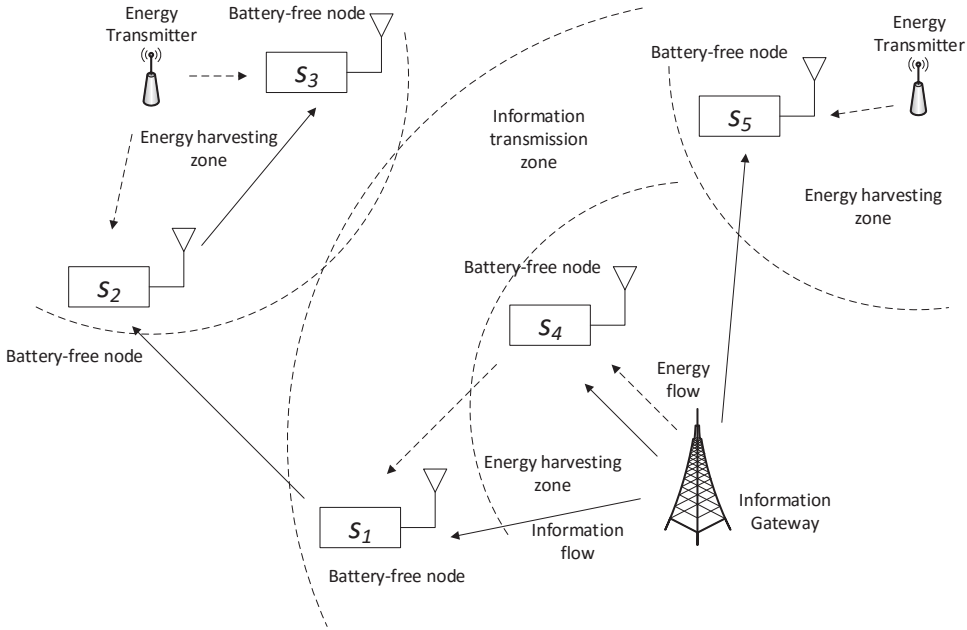 Energy
Transmitter
Battery-free node
S3
Energy harvesting
zone
S2
Battery-free node
Information
transmission
zone
Battery-free node
S5
Energy
Transmitter
Energy harvesting
zone
Battery-free node
S4
Energy
flow
Energy harvesting
zone
Information
flow
Information
Gateway
S1
Battery-free node